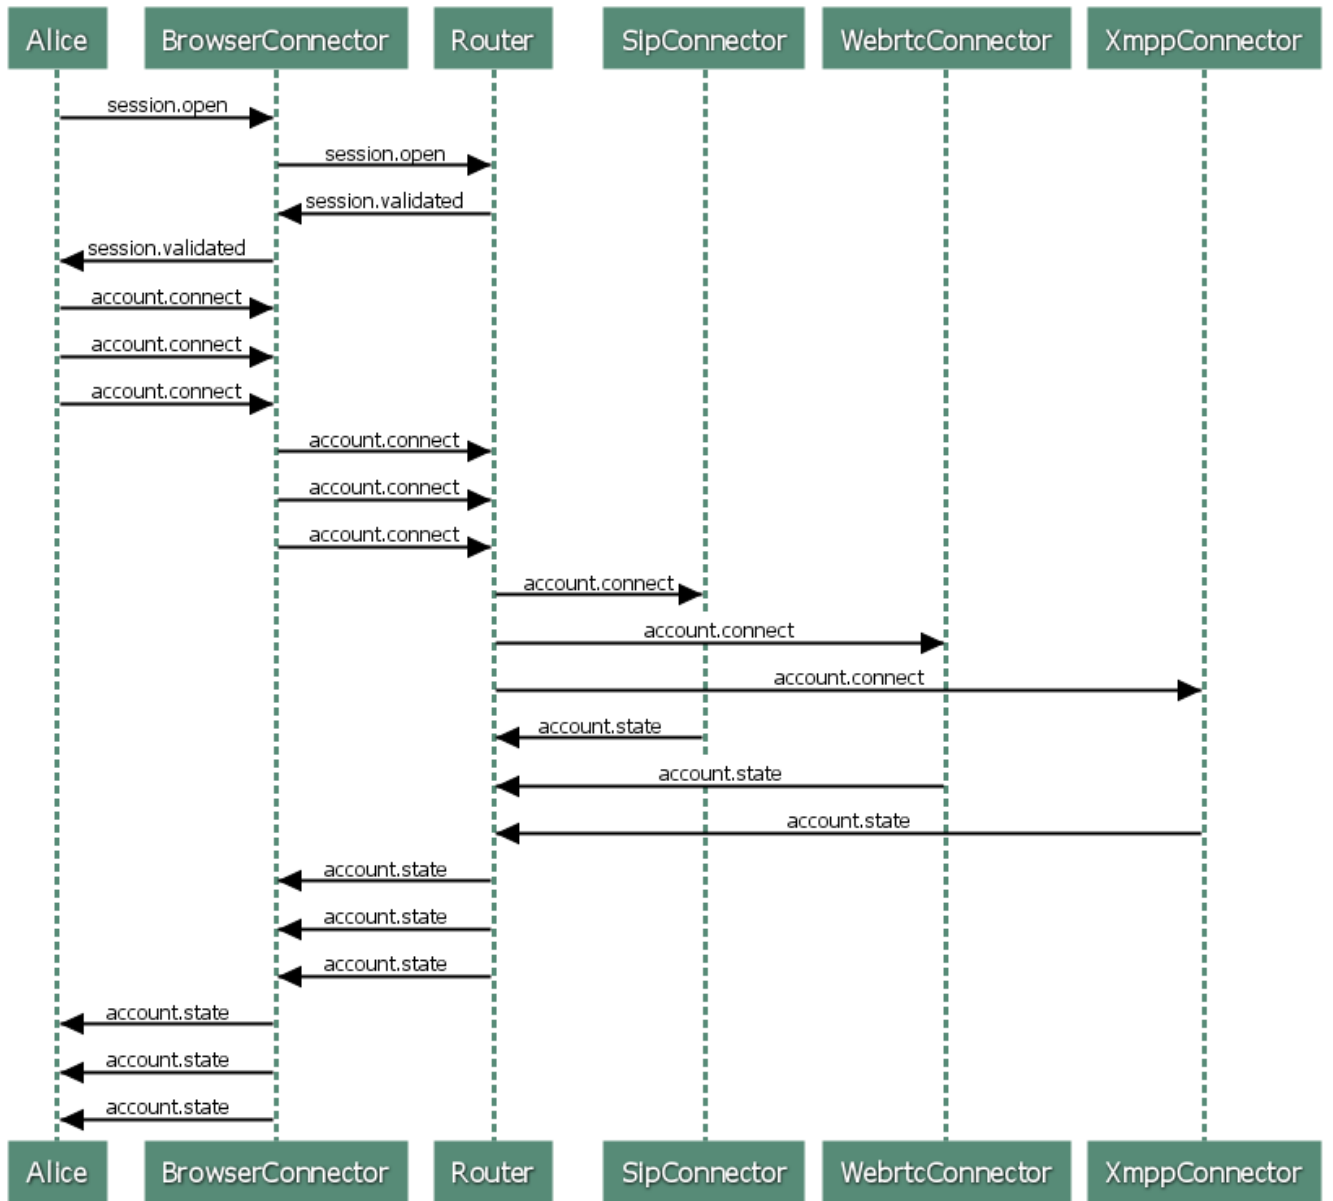 Alice BrowserConnector Router SipConnector WebrtcConnector XmppConnector
session.open
session.open
session.validated
session.validated
account.connect
account.connect
account.connect
account.connect
account.connect
account.connect
account.connect
account.connect
account.connect
account.state
account.state
account.state
account.state
account.state
account.state
account.state
account.state
account.state
Alice BrowserConnector Router SipConnector WebrtcConnector XmppConnector